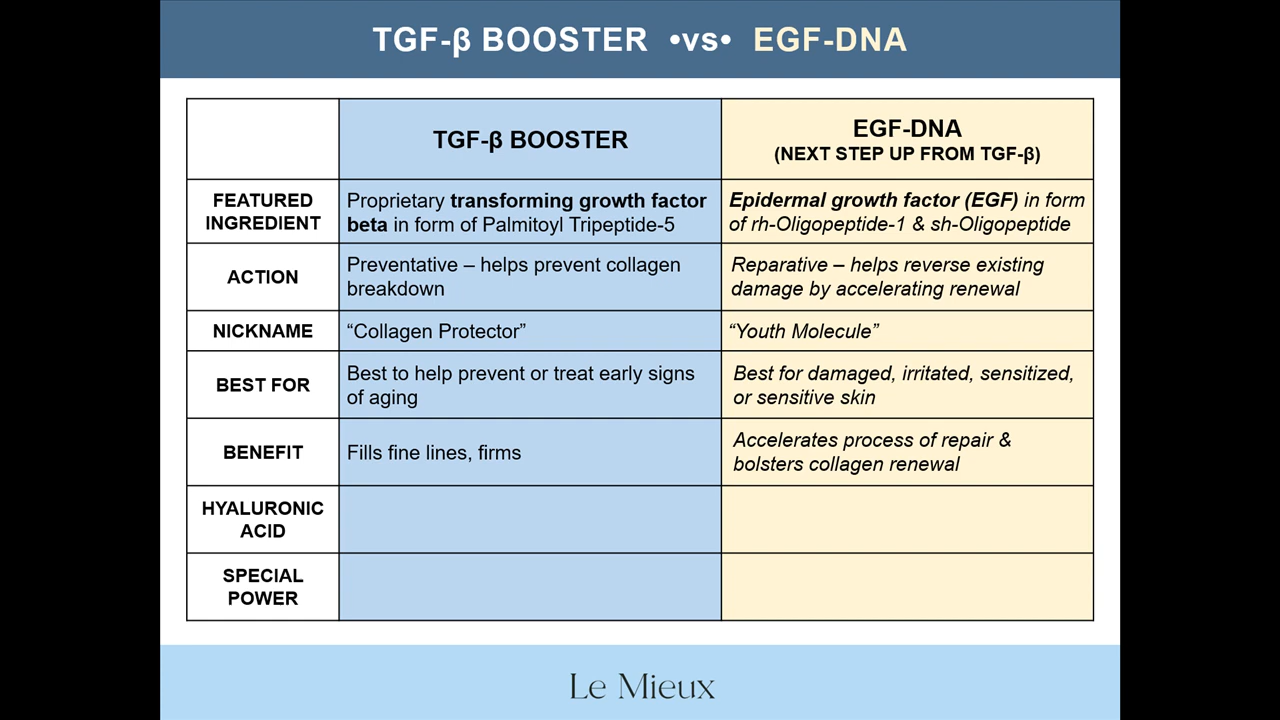 TGF-β BOOSTER •vs• EGF-DNA
TGF-β BOOSTER
EGF-DNA
(NEXT STEP UP FROM TGF-β)
FEATURED
INGREDIENT
Proprietary transforming growth factor
beta in form of Palmitoyl Tripeptide-5
Epidermal growth factor (EGF) in form
of rh-Oligopeptide-1 & sh-Oligopeptide
ACTION
Preventative – helps prevent collagen
breakdown
Reparative – helps reverse existing
damage by accelerating renewal
NICKNAME
“Collagen Protector”
“Youth Molecule”
BEST FOR
Best to help prevent or treat early signs
of aging
Best for damaged, irritated, sensitized,
or sensitive skin
BENEFIT
Fills fine lines, firms
Accelerates process of repair &
bolsters collagen renewal
HYALURONIC
ACID
SPECIAL
POWER
Le Mieux